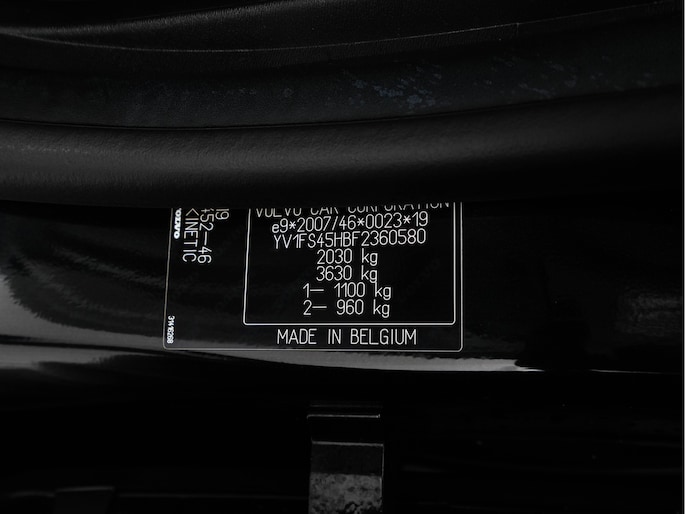 VOLVO CAR CORPORATION
e9*2007/46*0023*19
YV1FS45HBF2360580
2030 kg
3630 kg
1– 1100 kg
2– 960 kg
MADE IN BELGIUM
19
452–46
KINETIC
VOLVO